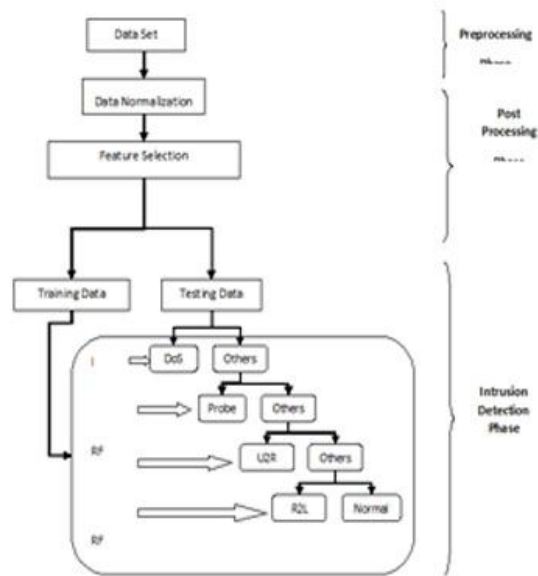 Data Set
Preprocessing
Data Normalization
Post
Processing
Feature Selection
Training Data
Testing Data
DoS
Others
Probe
Others
Intrusion
Detection
Phase
RF
U2R
Others
R2L
Normal
RF